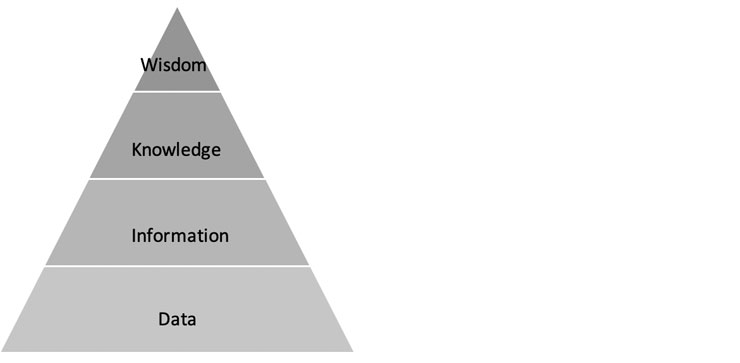 Wisdom
Knowledge
Information
Data